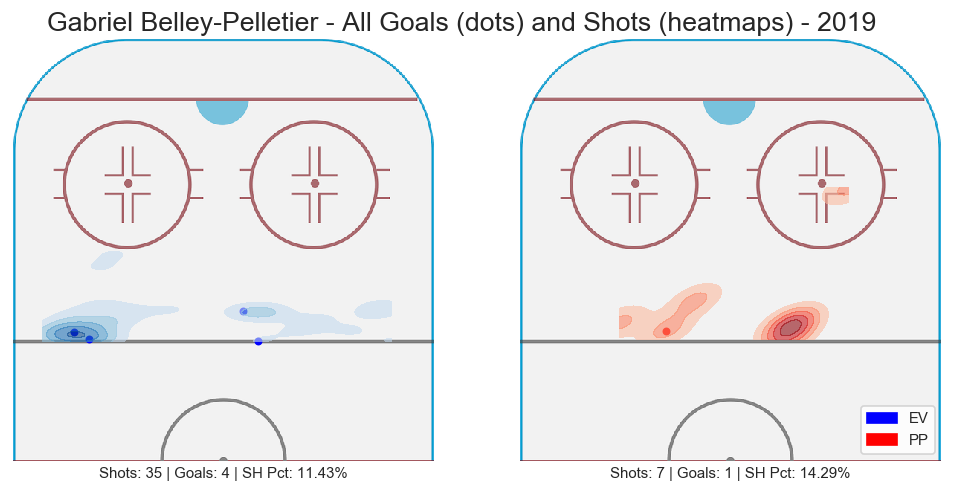 Gabriel Belley-Pelletier - All Goals (dots) and Shots (heatmaps) - 2019
EV
PP
Shots: 35 | Goals: 4 | SH Pct: 11.43%
Shots: 7 | Goals: 1 | SH Pct: 14.29%